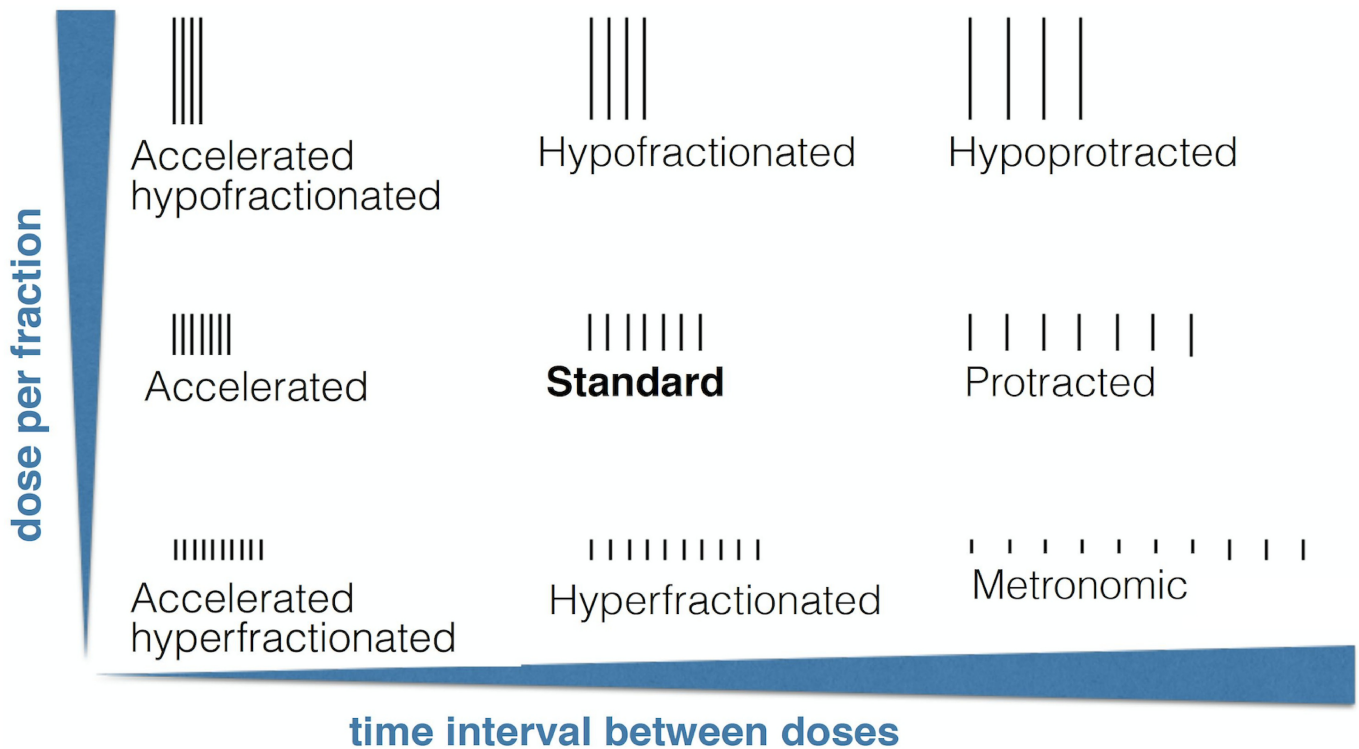 dose per fraction
Accelerated
hypofractionated
Hypofractionated
Hypoprotracted
Accelerated
Standard
Protracted
Accelerated
hyperfractionated
Hyperfractionated
Metronomic
time interval between doses